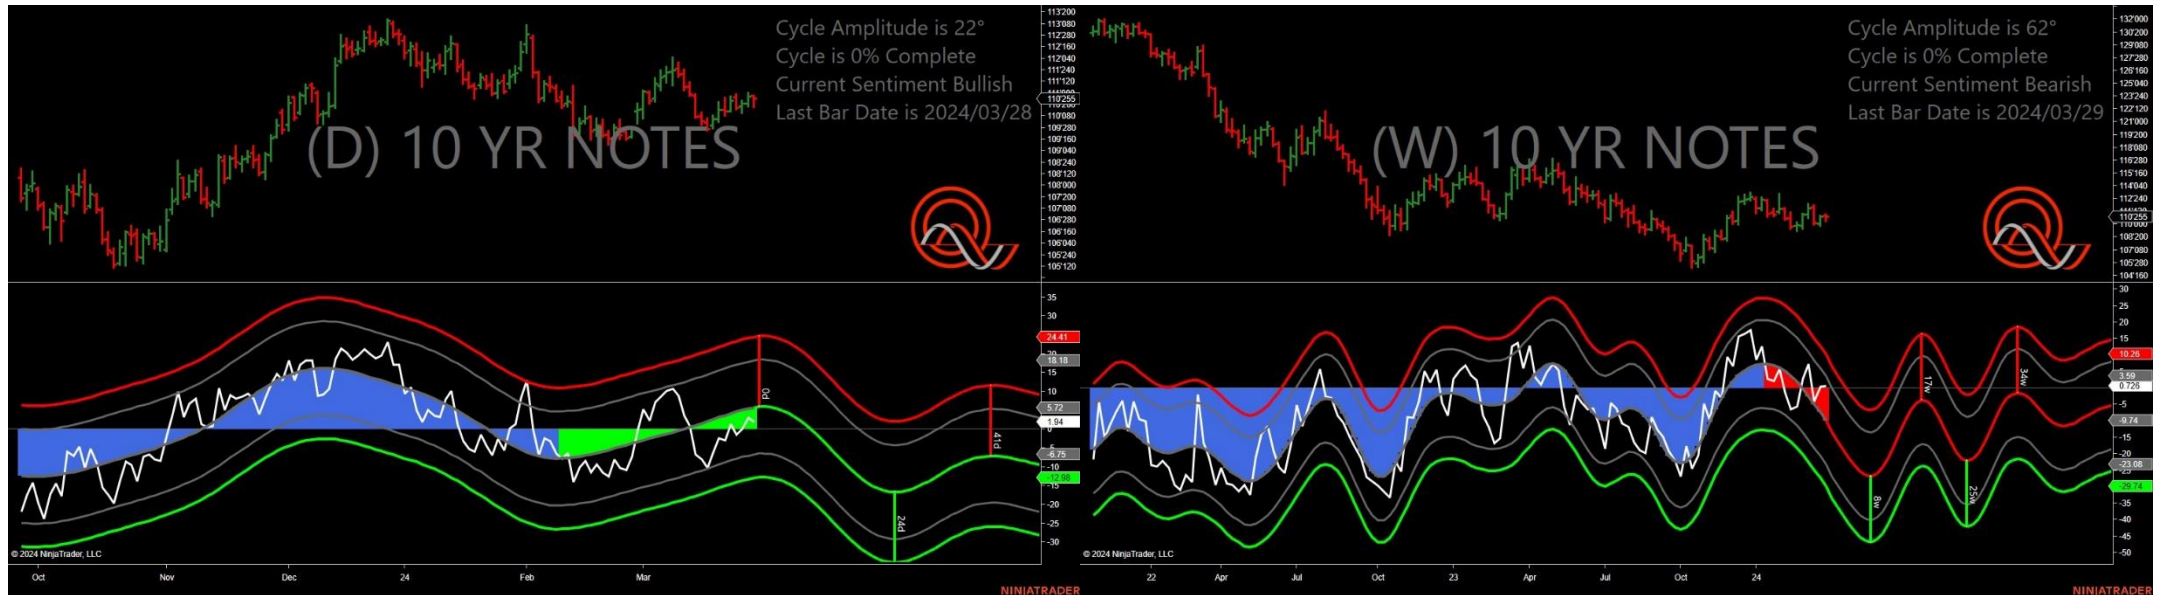 Cycle Amplitude is 22°
Cycle is 0% Complete
Current Sentiment Bullish
Last Bar Date is 2024/03/28
(D) 10 YR NOTES
113'200
113'080
112'280
112'160
112'040
111'240
111'120
110'255
110'080
109'280
109'160
109'040
108'240
108'120
108'000
107'200
107'080
106'280
106'160
106'040
105'240
105'120
35
30
24.41
18.18
15
10
5.72
1.94
0
-6.75
-10
-12.98
-15
-20
-25
-30
0d
41d
24d
© 2024 NinjaTrader, LLC
Oct
Nov
Dec
24
Feb
Mar
NINJATRADER
Cycle Amplitude is 62°
Cycle is 0% Complete
Current Sentiment Bearish
Last Bar Date is 2024/03/29
(W) 10 YR NOTES
132'000
130'200
129'080
127'280
126'160
125'040
123'240
122'120
121'000
119'200
118'080
116'280
115'160
114'040
112'240
110'255
110'000
108'200
107'080
105'280
104'160
30
20
15
10.26
3.59
0.726
-5
-9.74
-15
-20
-23.08
-29.74
-35
-40
-45
-50
17w
34w
8w
25w
© 2024 NinjaTrader, LLC
22
Apr
Jul
Oct
23
Apr
Jul
Oct
24
NINJATRADER